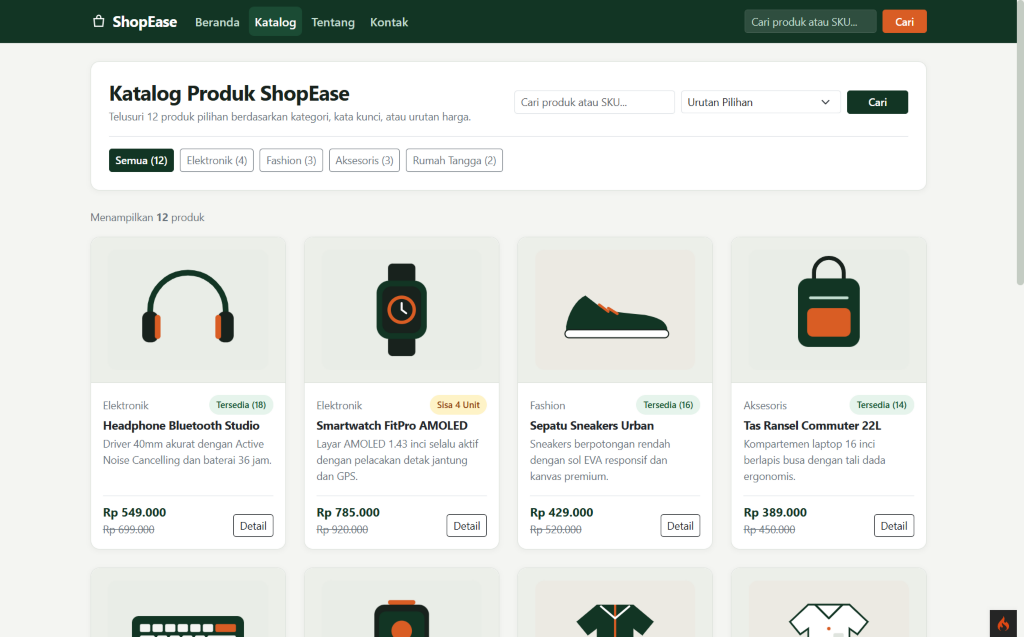 ShopEase Beranda Katalog Tentang Kontak Cari produk atau SKU... Cari
Katalog Produk ShopEase
Telusuri 12 produk pilihan berdasarkan kategori, kata kunci, atau urutan harga.
Cari produk atau SKU... Urutan Pilihan Cari
Semua (12) Elektronik (4) Fashion (3) Aksesoris (3) Rumah Tangga (2)
Menampilkan 12 produk
Elektronik Tersedia (18)
Headphone Bluetooth Studio
Driver 40mm akurat dengan Active
Noise Cancelling dan baterai 36 jam.
Rp 549.000
Rp 699.000
Detail
Elektronik Sisa 4 Unit
Smartwatch FitPro AMOLED
Layar AMOLED 1.43 inci selalu aktif
dengan pelacakan detak jantung
dan GPS.
Rp 785.000
Rp 920.000
Detail
Fashion Tersedia (16)
Sepatu Sneakers Urban
Sneakers berpotongan rendah
dengan sol EVA responsif dan
kanvas premium.
Rp 429.000
Rp 520.000
Detail
Aksesoris Tersedia (14)
Tas Ransel Commuter 22L
Kompartemen laptop 16 inci
berlapis busa dengan tali dada
ergonomis.
Rp 389.000
Rp 450.000
Detail